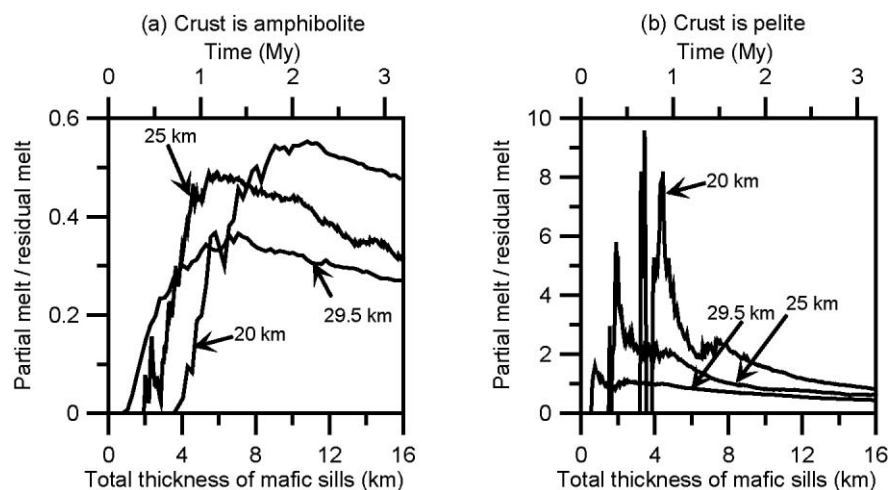 (a) Crust is amphibolite
Time (My)
0 1 2 3
Partial melt / residual melt
0.6
0.4
0.2
0
25 km
20 km
29.5 km
0 4 8 12 16
Total thickness of mafic sills (km)
(b) Crust is pelite
Time (My)
0 1 2 3
Partial melt / residual melt
10
8
6
4
2
0
20 km
29.5 km
25 km
0 4 8 12 16
Total thickness of mafic sills (km)